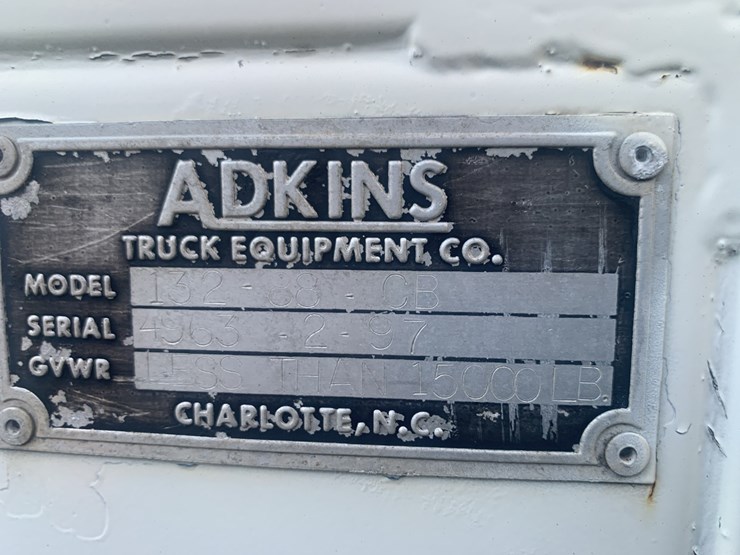 ADKINS
TRUCK EQUIPMENT CO.
MODEL 132-88-CB
SERIAL 4963 -2-97
GVWR LESS THAN 15000 LB.
CHARLOTTE, N.C.